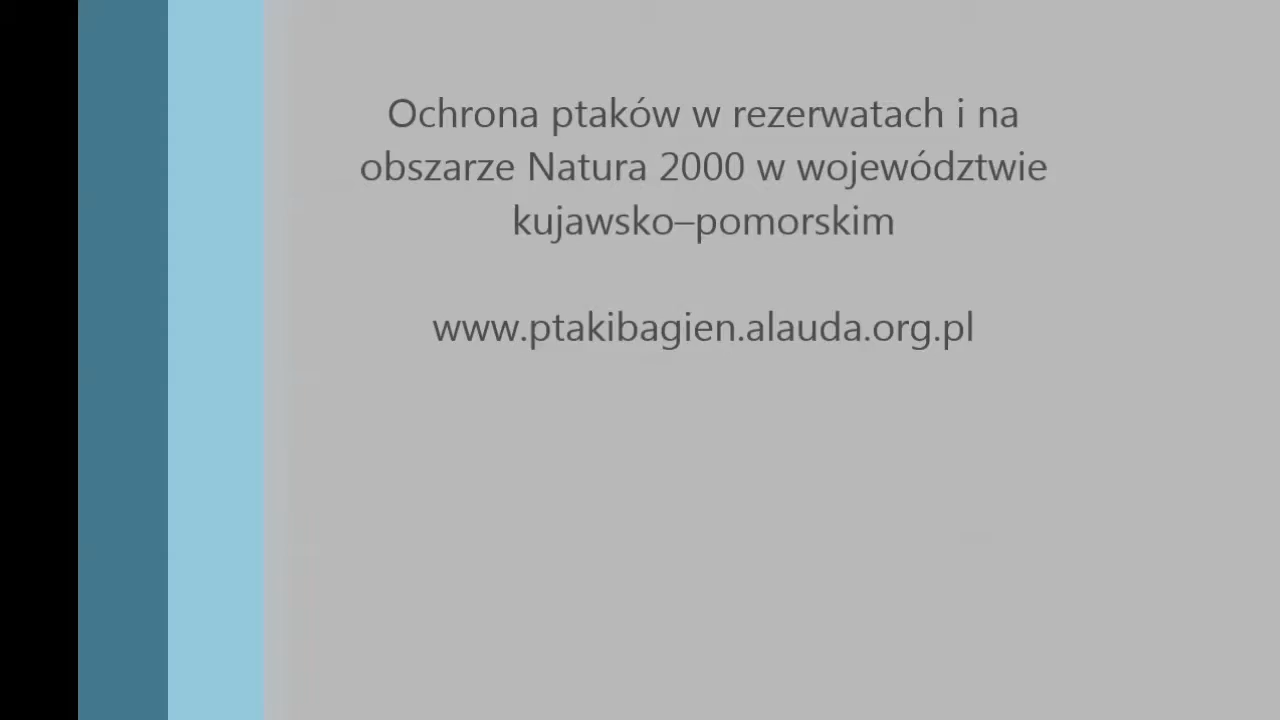 Ochrona ptaków w rezerwatach i na
obszarze Natura 2000 w województwie
kujawsko–pomorskim
www.ptakibagien.alauda.org.pl